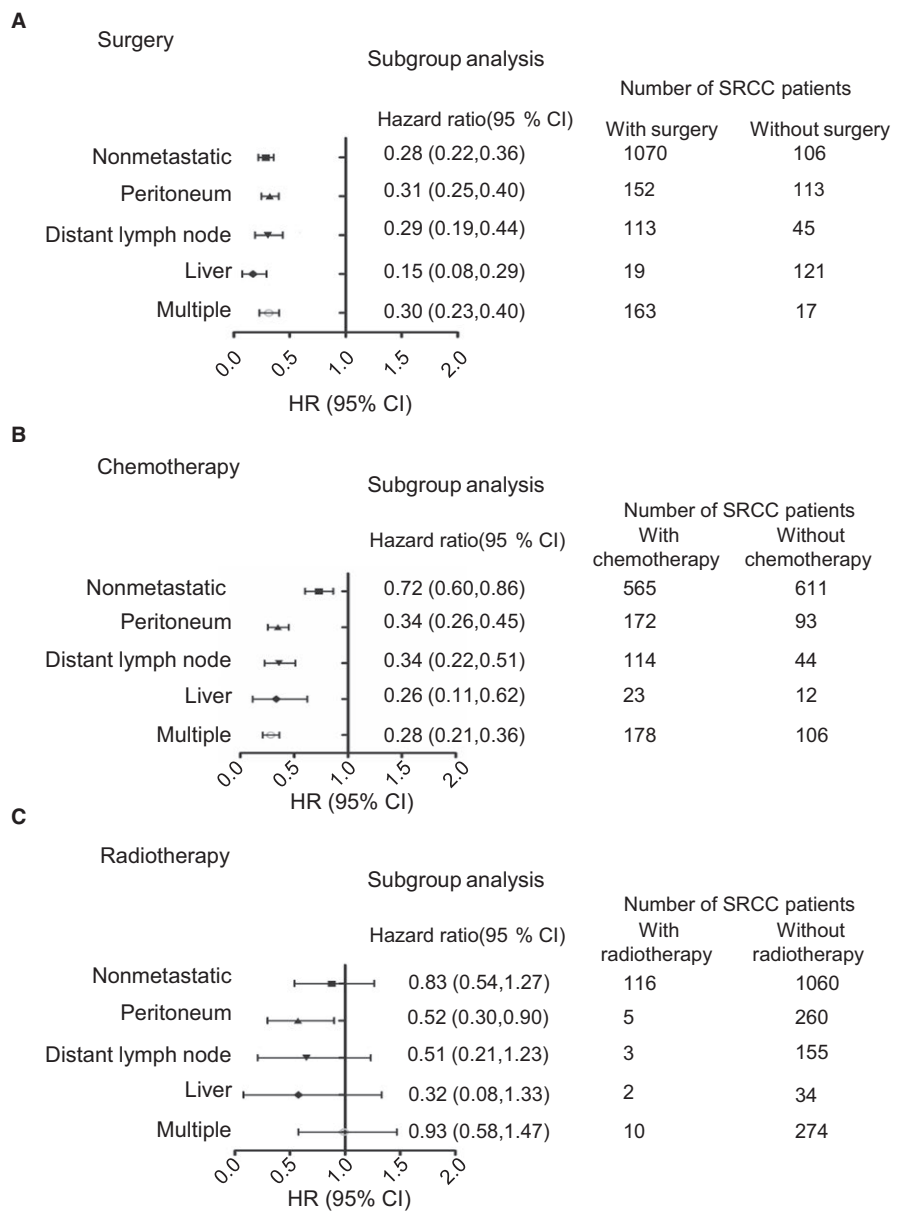 A
Surgery
Subgroup analysis
Number of SRCC patients
Hazard ratio(95 % CI)
With surgery Without surgery
Nonmetastatic 0.28 (0.22,0.36) 1070 106
Peritoneum 0.31 (0.25,0.40) 152 113
Distant lymph node 0.29 (0.19,0.44) 113 45
Liver 0.15 (0.08,0.29) 19 121
Multiple 0.30 (0.23,0.40) 163 17
0.0 0.5 1.0 1.5 2.0
HR (95% CI)
B
Chemotherapy
Subgroup analysis
Number of SRCC patients
Hazard ratio(95 % CI)
With Without
chemotherapy chemotherapy
Nonmetastatic 0.72 (0.60,0.86) 565 611
Peritoneum 0.34 (0.26,0.45) 172 93
Distant lymph node 0.34 (0.22,0.51) 114 44
Liver 0.26 (0.11,0.62) 23 12
Multiple 0.28 (0.21,0.36) 178 106
0.0 0.5 1.0 1.5 2.0
HR (95% CI)
C
Radiotherapy
Subgroup analysis
Number of SRCC patients
Hazard ratio(95 % CI)
With Without
radiotherapy radiotherapy
Nonmetastatic 0.83 (0.54,1.27) 116 1060
Peritoneum 0.52 (0.30,0.90) 5 260
Distant lymph node 0.51 (0.21,1.23) 3 155
Liver 0.32 (0.08,1.33) 2 34
Multiple 0.93 (0.58,1.47) 10 274
0.0 0.5 1.0 1.5 2.0
HR (95% CI)